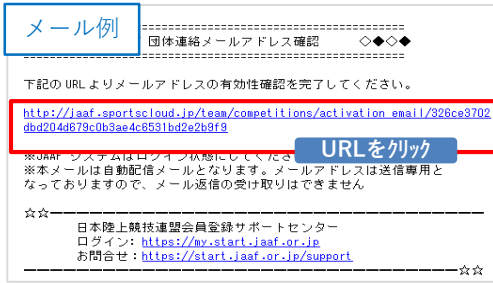 メール例
============================================
団体連絡メールアドレス確認 ◇◆◇◆
============================================
下記のURLよりメールアドレスの有効性確認を完了してください。
http://jaaf.sportscloud.jp/team/competitions/activation_email/326ce3702
dbd204d679c0b3ae4c6531bd2e2b9f9
URLをクリック
※JAAF システムはログイン状態にしてくださ
※本メールは自動配信メールとなります。メールアドレスは送信専用と
なっておりますので、メール返信の受け取りはできません
☆☆━━━━━━━━━━━━━━━━━━━━━━━━━━━━━━
日本陸上競技連盟会員登録サポートセンター
ログイン: https://my.start.jaaf.or.jp
お問合せ：https://start.jaaf.or.jp/support
━━━━━━━━━━━━━━━━━━━━━━━━━━━━━━☆☆